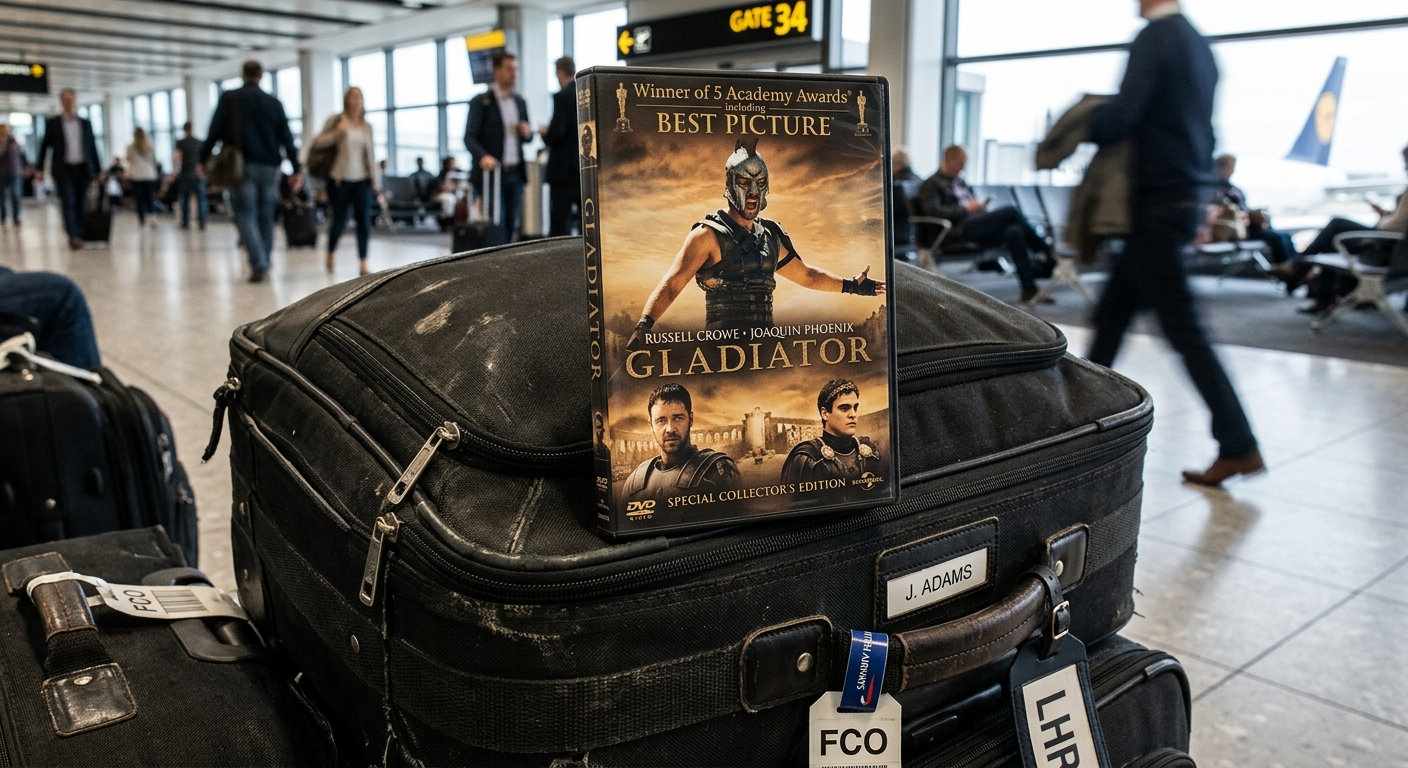 GATE 34
Winner of 5 Academy Awards®
including
BEST PICTURE
RUSSELL CROWE • JOAQUIN PHOENIX
GLADIATOR
DVD
VIDEO
SPECIAL COLLECTOR'S EDITION
GLADIATOR
J. ADAMS
FCO
FCO
LHR